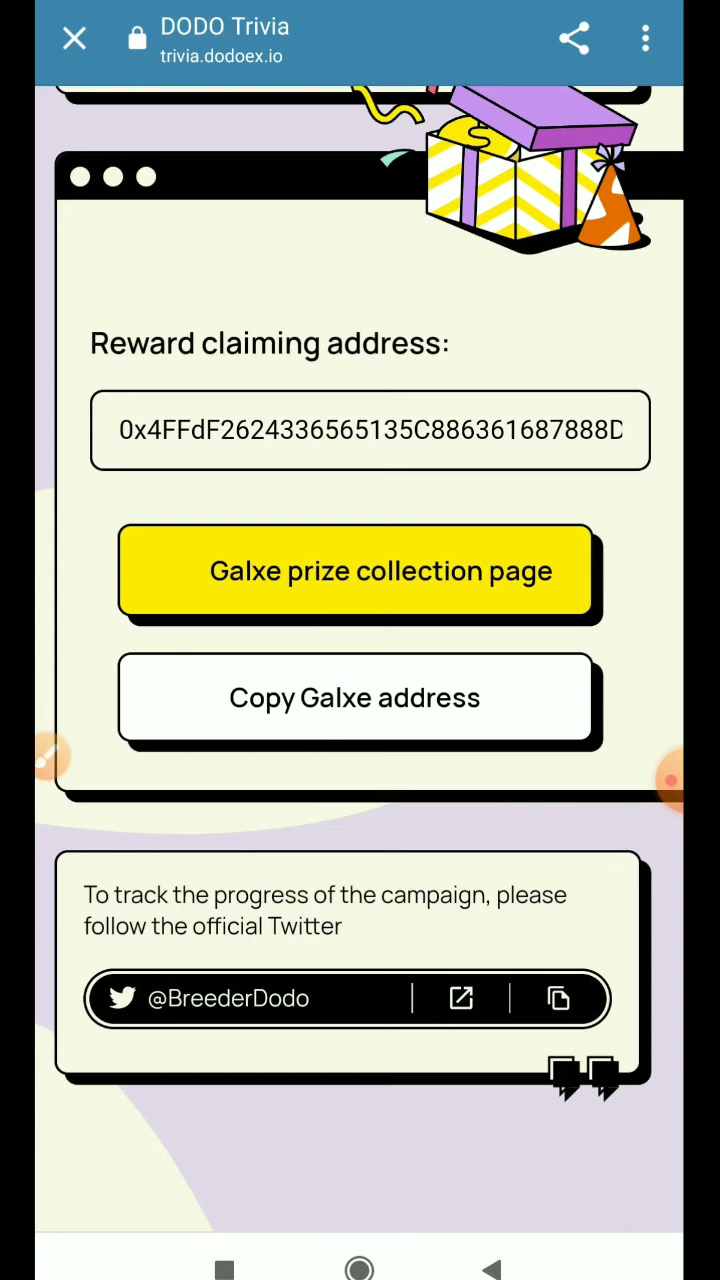 DODO Trivia
trivia.dodoex.io
Reward claiming address:
0x4FFdF2624336565135C886361687888D
Galxe prize collection page
Copy Galxe address
To track the progress of the campaign, please
follow the official Twitter
@BreederDodo